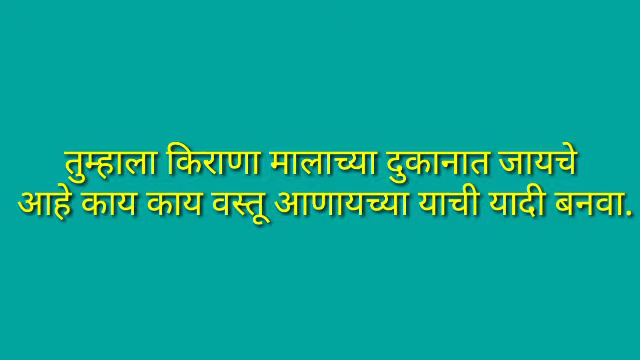 तुम्हाला किराणा मालाच्या दुकानात जायचे
आहे काय काय वस्तू आणायच्या याची यादी बनवा.